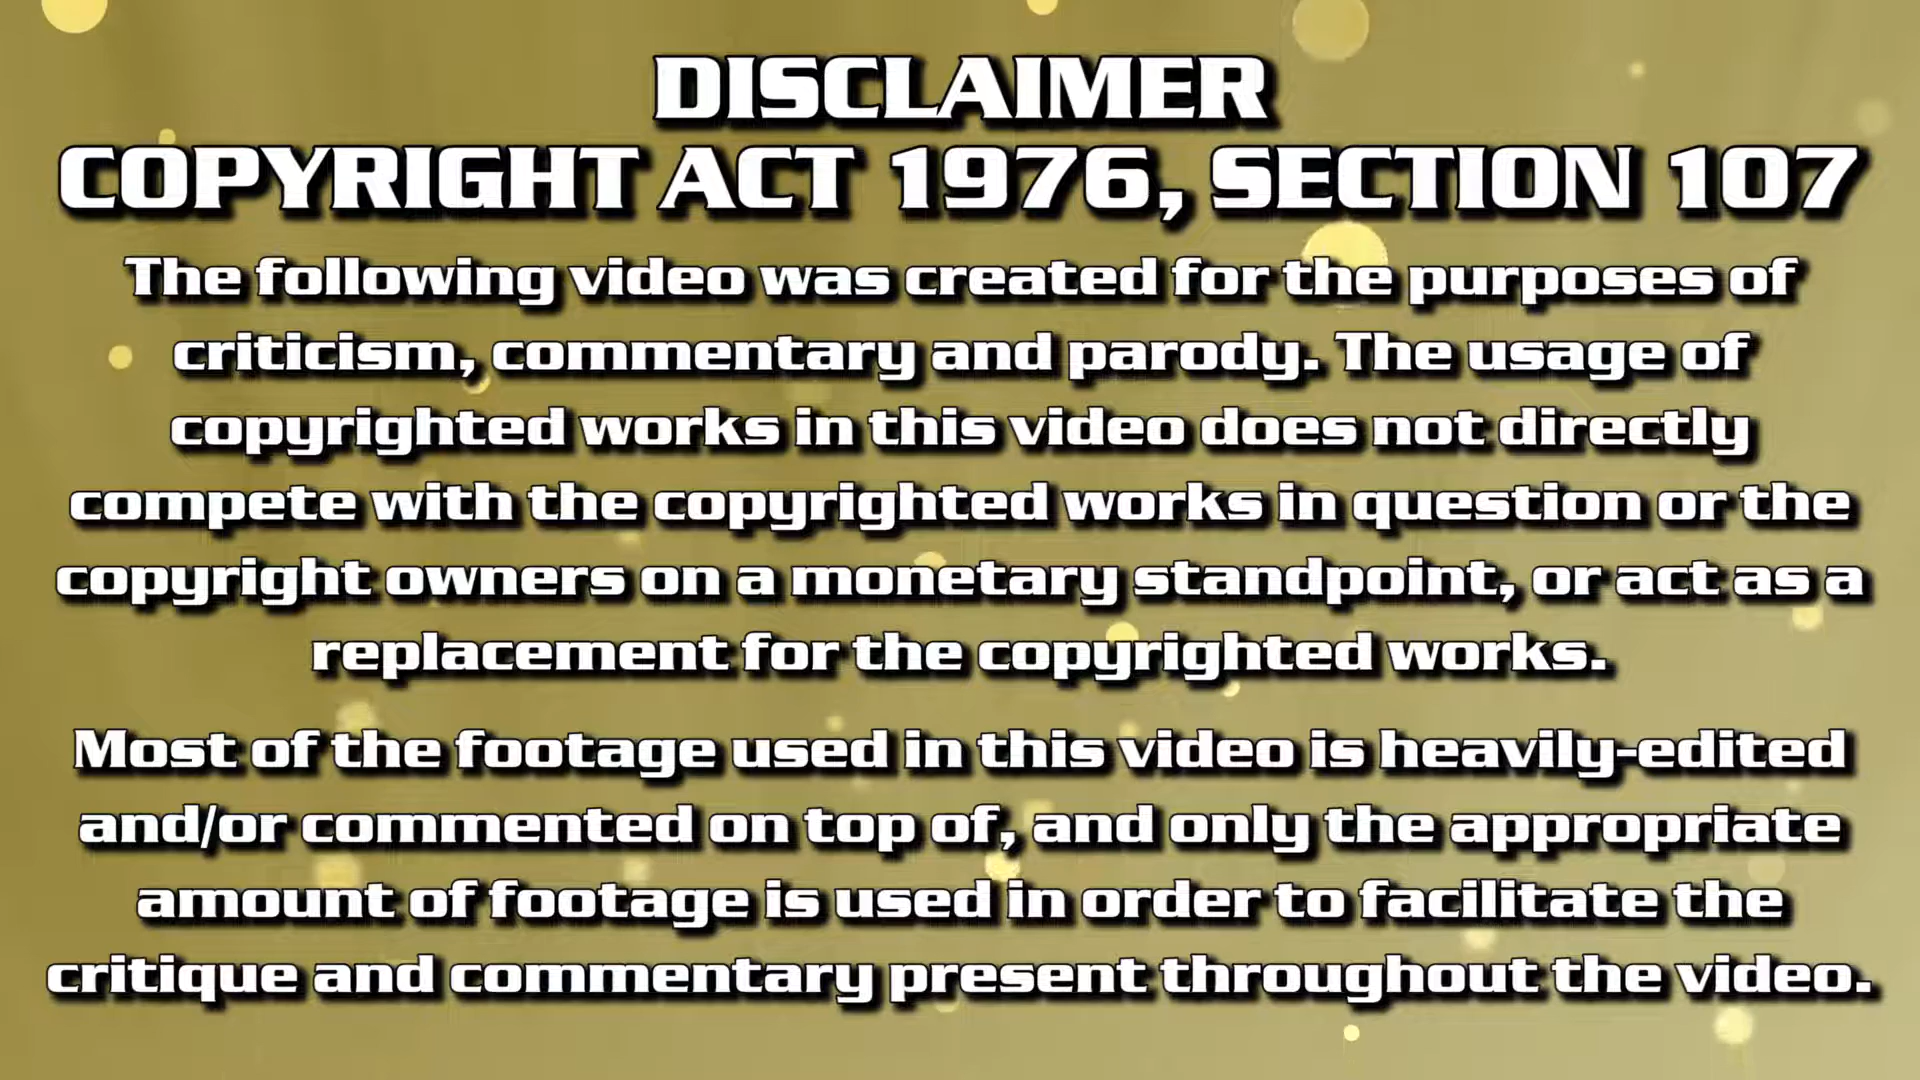 DISCLAIMER
COPYRIGHT ACT 1976, SECTION 107
The following video was created for the purposes of
criticism, commentary and parody. The usage of
copyrighted works in this video does not directly
compete with the copyrighted works in question or the
copyright owners on a monetary standpoint, or act as a
replacement for the copyrighted works.
Most of the footage used in this video is heavily-edited
and/or commented on top of, and only the appropriate
amount of footage is used in order to facilitate the
critique and commentary present throughout the video.